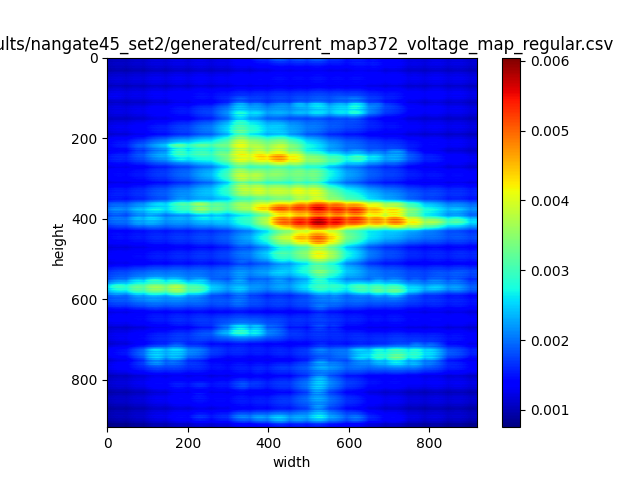 ults/nangate45_set2/generated/current_map372_voltage_map_regular.csv
0
200
400
600
800
height
0 200 400 600 800
width
0.006
0.005
0.004
0.003
0.002
0.001